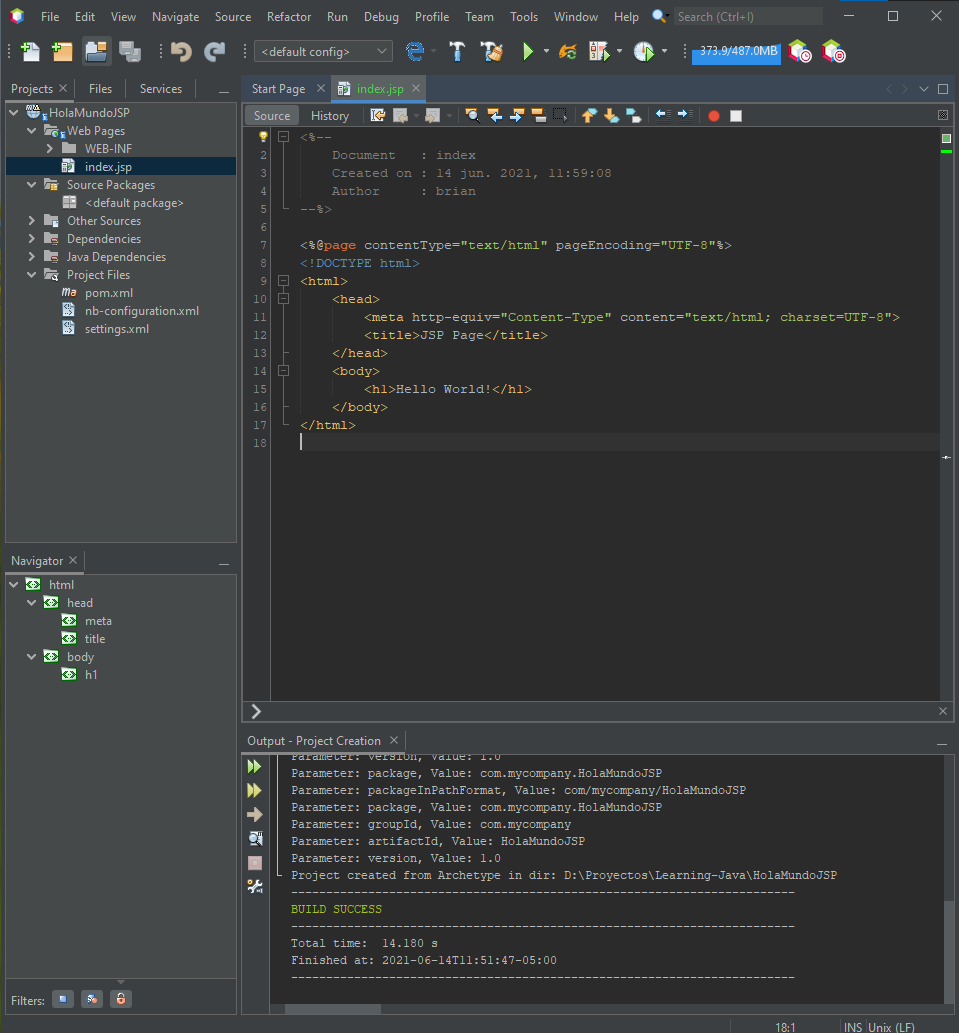 File Edit View Navigate Source Refactor Run Debug Profile Team Tools Window Help Search (Ctrl+I)
<default config> 373.9/487.0MB
Projects Files Services
HolaMundoJSP
Web Pages
WEB-INF
index.jsp
Source Packages
<default package>
Other Sources
Dependencies
Java Dependencies
Project Files
pom.xml
nb-configuration.xml
settings.xml
Start Page index.jsp
Source History
<%--
2 Document : index
3 Created on : 14 jun. 2021, 11:59:08
4 Author : brian
5 --%>
6
7 <%@page contentType="text/html" pageEncoding="UTF-8"%>
8 <!DOCTYPE html>
9 <html>
10 <head>
11 <meta http-equiv="Content-Type" content="text/html; charset=UTF-8">
12 <title>JSP Page</title>
13 </head>
14 <body>
15 <h1>Hello World!</h1>
16 </body>
17 </html>
18
Navigator
html
head
meta
title
body
h1
Filters:
Output - Project Creation
Parameter: version, Value: 1.0
Parameter: package, Value: com.mycompany.HolaMundoJSP
Parameter: packageInPathFormat, Value: com/mycompany/HolaMundoJSP
Parameter: package, Value: com.mycompany.HolaMundoJSP
Parameter: groupId, Value: com.mycompany
Parameter: artifactId, Value: HolaMundoJSP
Parameter: version, Value: 1.0
Project created from Archetype in dir: D:\Proyectos\Learning-Java\HolaMundoJSP
------------------------------------------------------------------------
BUILD SUCCESS
------------------------------------------------------------------------
Total time:  14.180 s
Finished at: 2021-06-14T11:51:47-05:00
------------------------------------------------------------------------
18:1 INS Unix (LF)